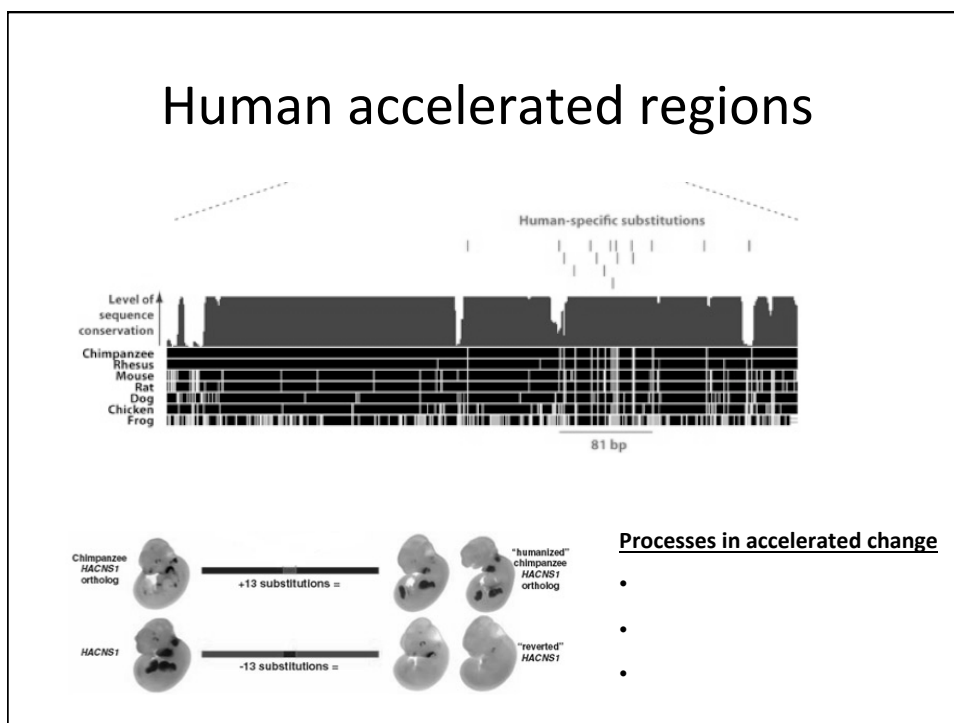 Human accelerated regions
Human-specific substitutions
Level of
sequence
conservation
Chimpanzee
Rhesus
Mouse
Rat
Dog
Chicken
Frog
81 bp
Chimpanzee
HACNS1
ortholog
+13 substitutions =
"humanized"
chimpanzee
HACNS1
ortholog
HACNS1
-13 substitutions =
"reverted"
HACNS1
Processes in accelerated change
•
•
•